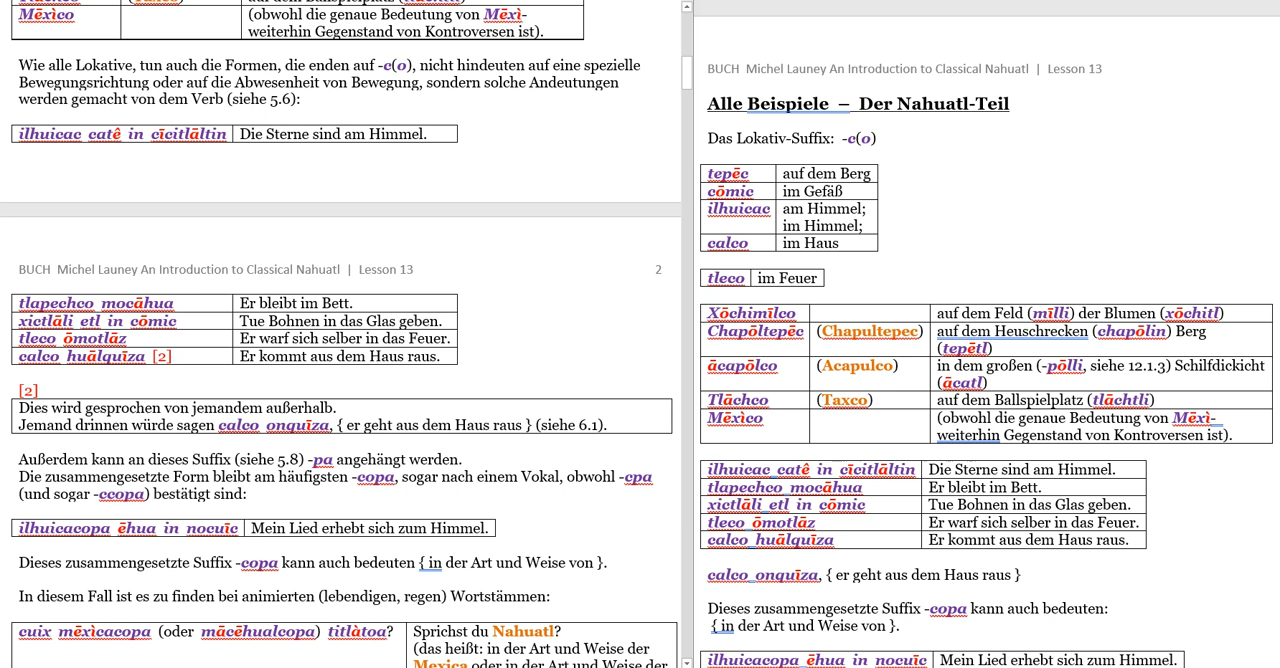 Mēxìco (obwohl die genaue Bedeutung von Mēxì-
weiterhin Gegenstand von Kontroversen ist).
Wie alle Lokative, tun auch die Formen, die enden auf -c(o), nicht hindeuten auf eine spezielle
Bewegungsrichtung oder auf die Abwesenheit von Bewegung, sondern solche Andeutungen
werden gemacht von dem Verb (siehe 5.6):
ilhuicac catê in cīcitlāltin Die Sterne sind am Himmel.
BUCH Michel Launey An Introduction to Classical Nahuatl | Lesson 13 2
tlapechco mocāhua Er bleibt im Bett.
xictlāli etl in cōmic Tue Bohnen in das Glas geben.
tleco ōmotlāz Er warf sich selber in das Feuer.
calco huālquīza [2] Er kommt aus dem Haus raus.
[2]
Dies wird gesprochen von jemandem außerhalb.
Jemand drinnen würde sagen calco onquīza, { er geht aus dem Haus raus } (siehe 6.1).
Außerdem kann an dieses Suffix (siehe 5.8) -pa angehängt werden.
Die zusammengesetzte Form bleibt am häufigsten -copa, sogar nach einem Vokal, obwohl -cpa
(und sogar -ccopa) bestätigt sind:
ilhuicacopa ēhua in nocuīc Mein Lied erhebt sich zum Himmel.
Dieses zusammengesetzte Suffix -copa kann auch bedeuten { in der Art und Weise von }.
In diesem Fall ist es zu finden bei animierten (lebendigen, regen) Wortstämmen:
cuix mēxìcacopa (oder mācēhualcopa) titlàtoa? Sprichst du Nahuatl?
(das heißt: in der Art und Weise der
Mexica oder in der Art und Weise der
BUCH Michel Launey An Introduction to Classical Nahuatl | Lesson 13
Alle Beispiele – Der Nahuatl-Teil
Das Lokativ-Suffix: -c(o)
tepēc auf dem Berg
cōmic im Gefäß
ilhuicac am Himmel;
im Himmel;
calco im Haus
tleco im Feuer
Xōchimīlco auf dem Feld (mīlli) der Blumen (xōchitl)
Chapōltepēc (Chapultepec) auf dem Heuschrecken (chapōlin) Berg
(tepētl)
ācapōlco (Acapulco) in dem großen (-pōlli, siehe 12.1.3) Schilfdickicht
(ācatl)
Tlāchco (Taxco) auf dem Ballspielplatz (tlāchtli)
Mēxìco (obwohl die genaue Bedeutung von Mēxì-
weiterhin Gegenstand von Kontroversen ist).
ilhuicac catê in cīcitlāltin Die Sterne sind am Himmel.
tlapechco mocāhua Er bleibt im Bett.
xictlāli etl in cōmic Tue Bohnen in das Glas geben.
tleco ōmotlāz Er warf sich selber in das Feuer.
calco huālquīza Er kommt aus dem Haus raus.
calco onquīza, { er geht aus dem Haus raus }
Dieses zusammengesetzte Suffix -copa kann auch bedeuten:
{ in der Art und Weise von }.
ilhuicacopa ēhua in nocuīc Mein Lied erhebt sich zum Himmel.